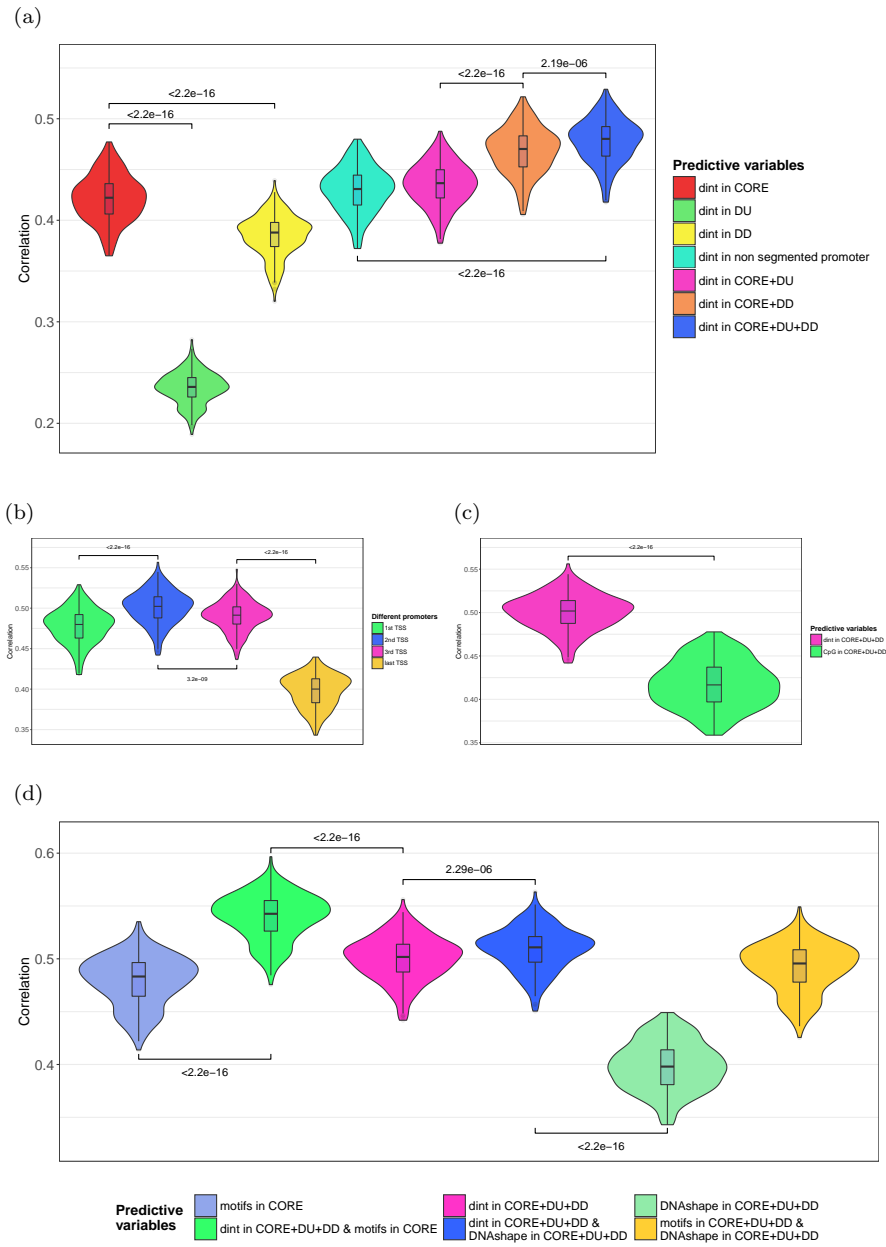 (a)
<2.2e-16
2.19e-06
<2.2e-16
<2.2e-16
<2.2e-16
0.5
0.4
0.3
0.2
Correlation
Predictive variables
dint in CORE
dint in DU
dint in DD
dint in non segmented promoter
dint in CORE+DU
dint in CORE+DD
dint in CORE+DU+DD
(b)
<2.2e-16
<2.2e-16
3.2e-09
0.55
0.50
0.45
0.40
0.35
Correlation
Different promoters
1st TSS
2nd TSS
3rd TSS
last TSS
(c)
<2.2e-16
0.55
0.50
0.45
0.40
0.35
Correlation
Predictive variables
dint in CORE+DU+DD
CpG in CORE+DU+DD
(d)
<2.2e-16
2.29e-06
<2.2e-16
<2.2e-16
0.6
0.5
0.4
Correlation
Predictive
variables
motifs in CORE
dint in CORE+DU+DD & motifs in CORE
dint in CORE+DU+DD
dint in CORE+DU+DD &
DNAshape in CORE+DU+DD
DNAshape in CORE+DU+DD
motifs in CORE+DU+DD &
DNAshape in CORE+DU+DD